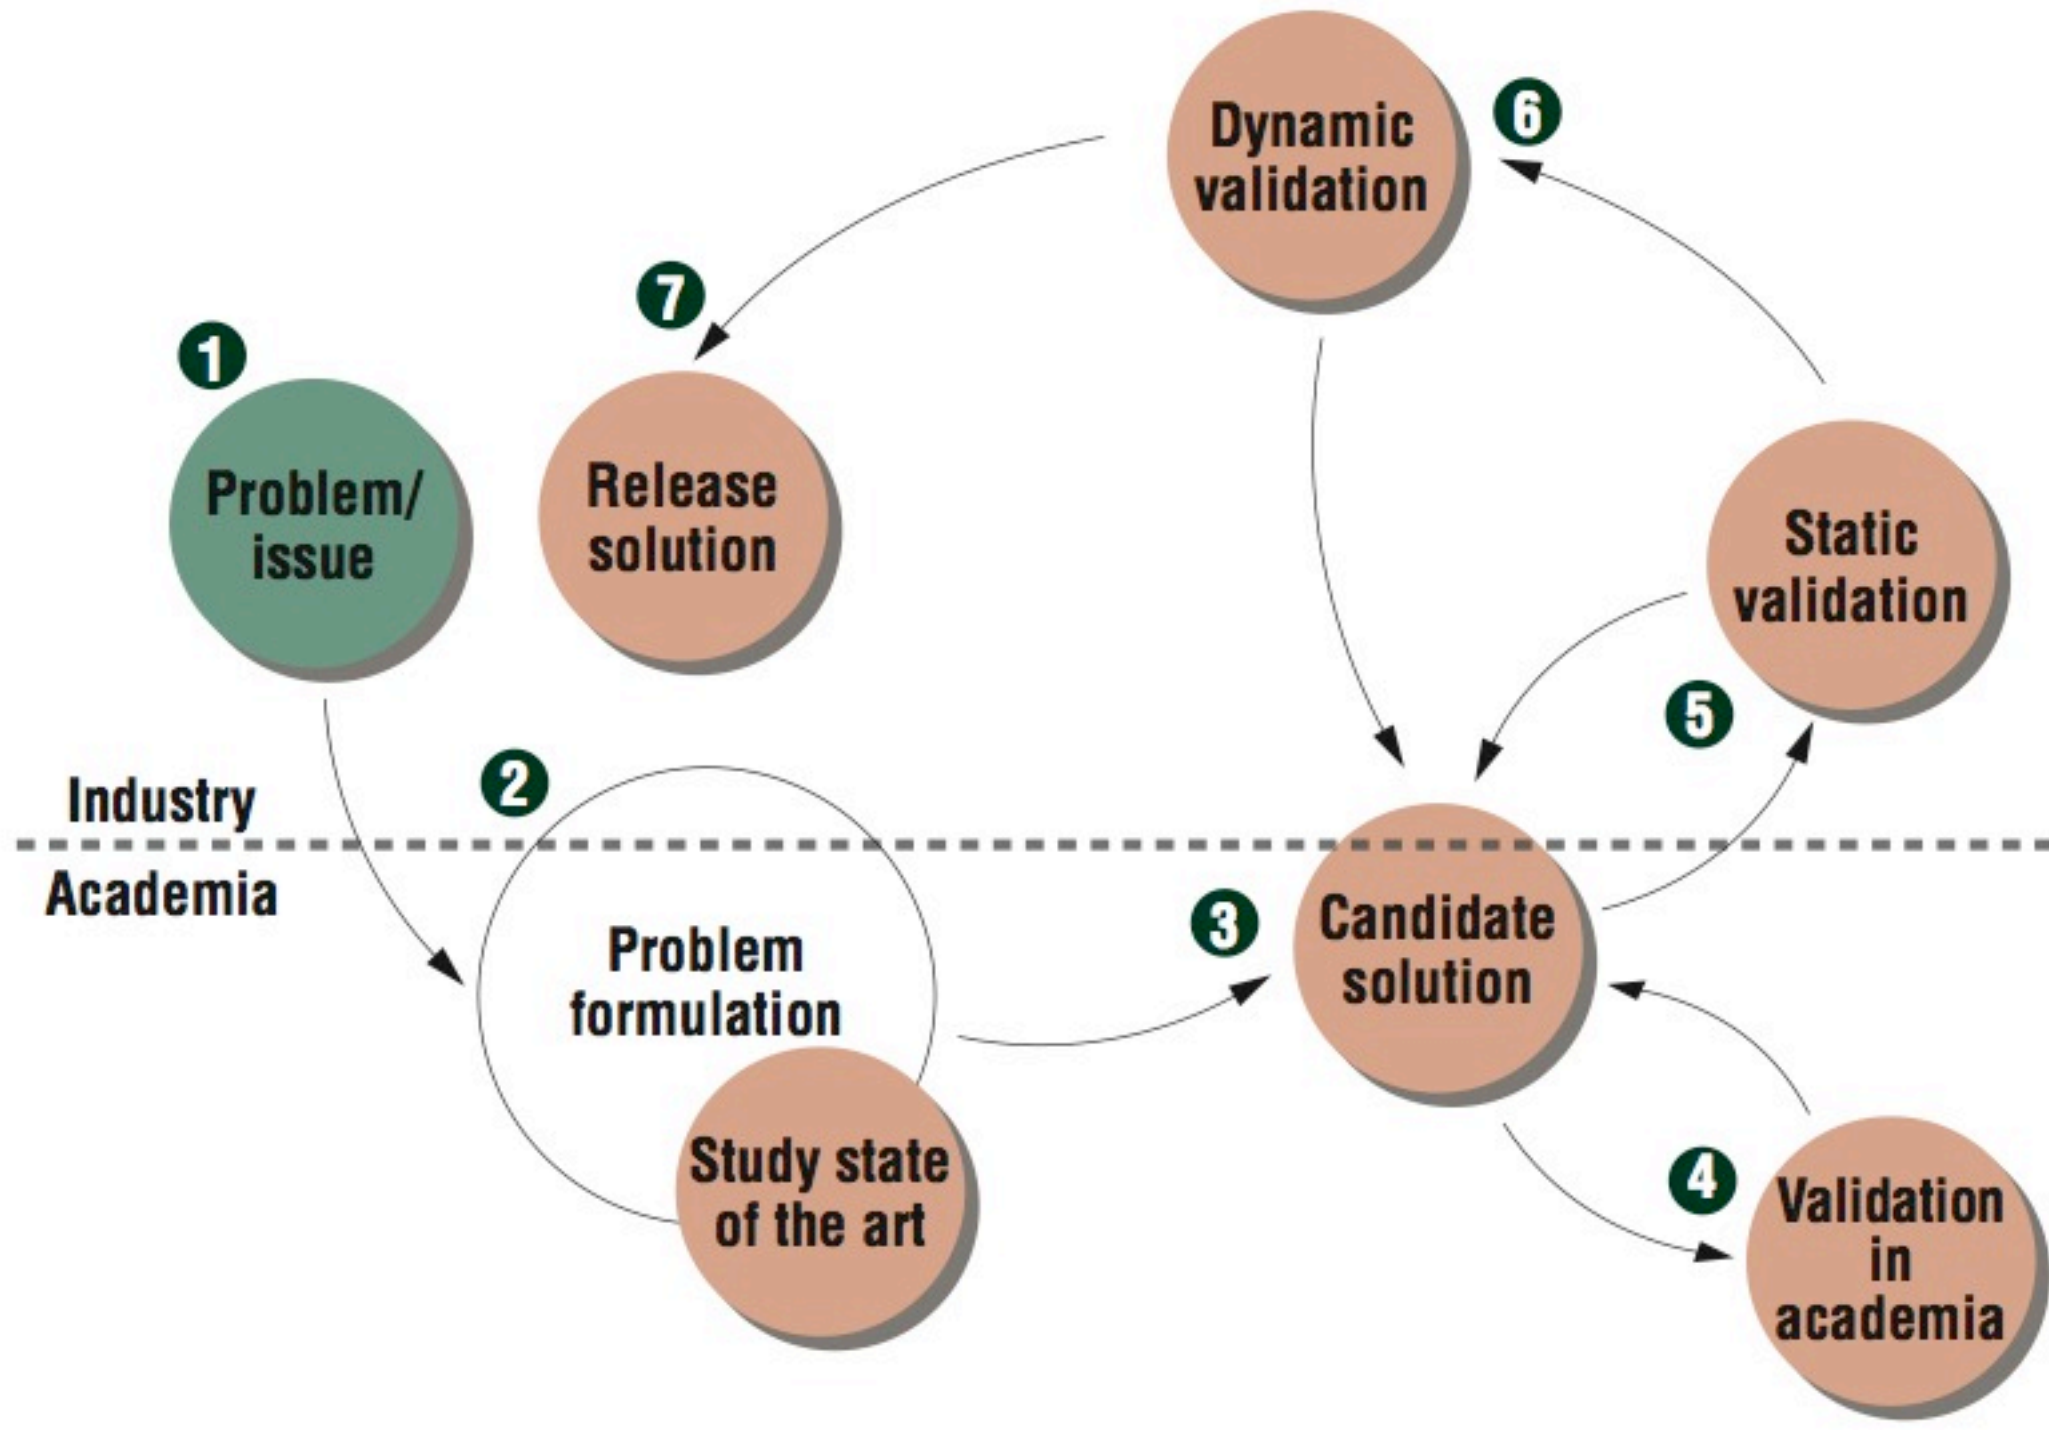 Dynamic
validation
6
7
1
Problem/
issue
Release
solution
Static
validation
5
2
Industry
Academia
Problem
formulation
3
Candidate
solution
Study state
of the art
4
Validation
in
academia